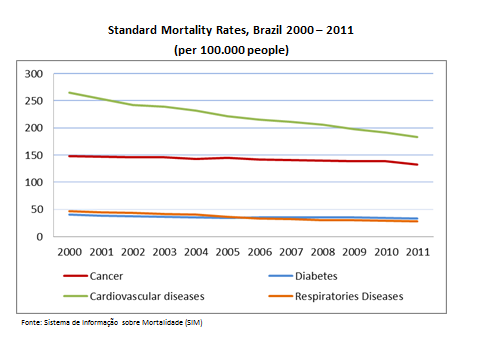 Standard Mortality Rates, Brazil 2000 – 2011
(per 100.000 people)
300
250
200
150
100
50
0
2000 2001 2002 2003 2004 2005 2006 2007 2008 2009 2010 2011
Cancer Diabetes
Cardiovascular diseases Respiratories Diseases
Fonte: Sistema de Informação sobre Mortalidade (SIM)